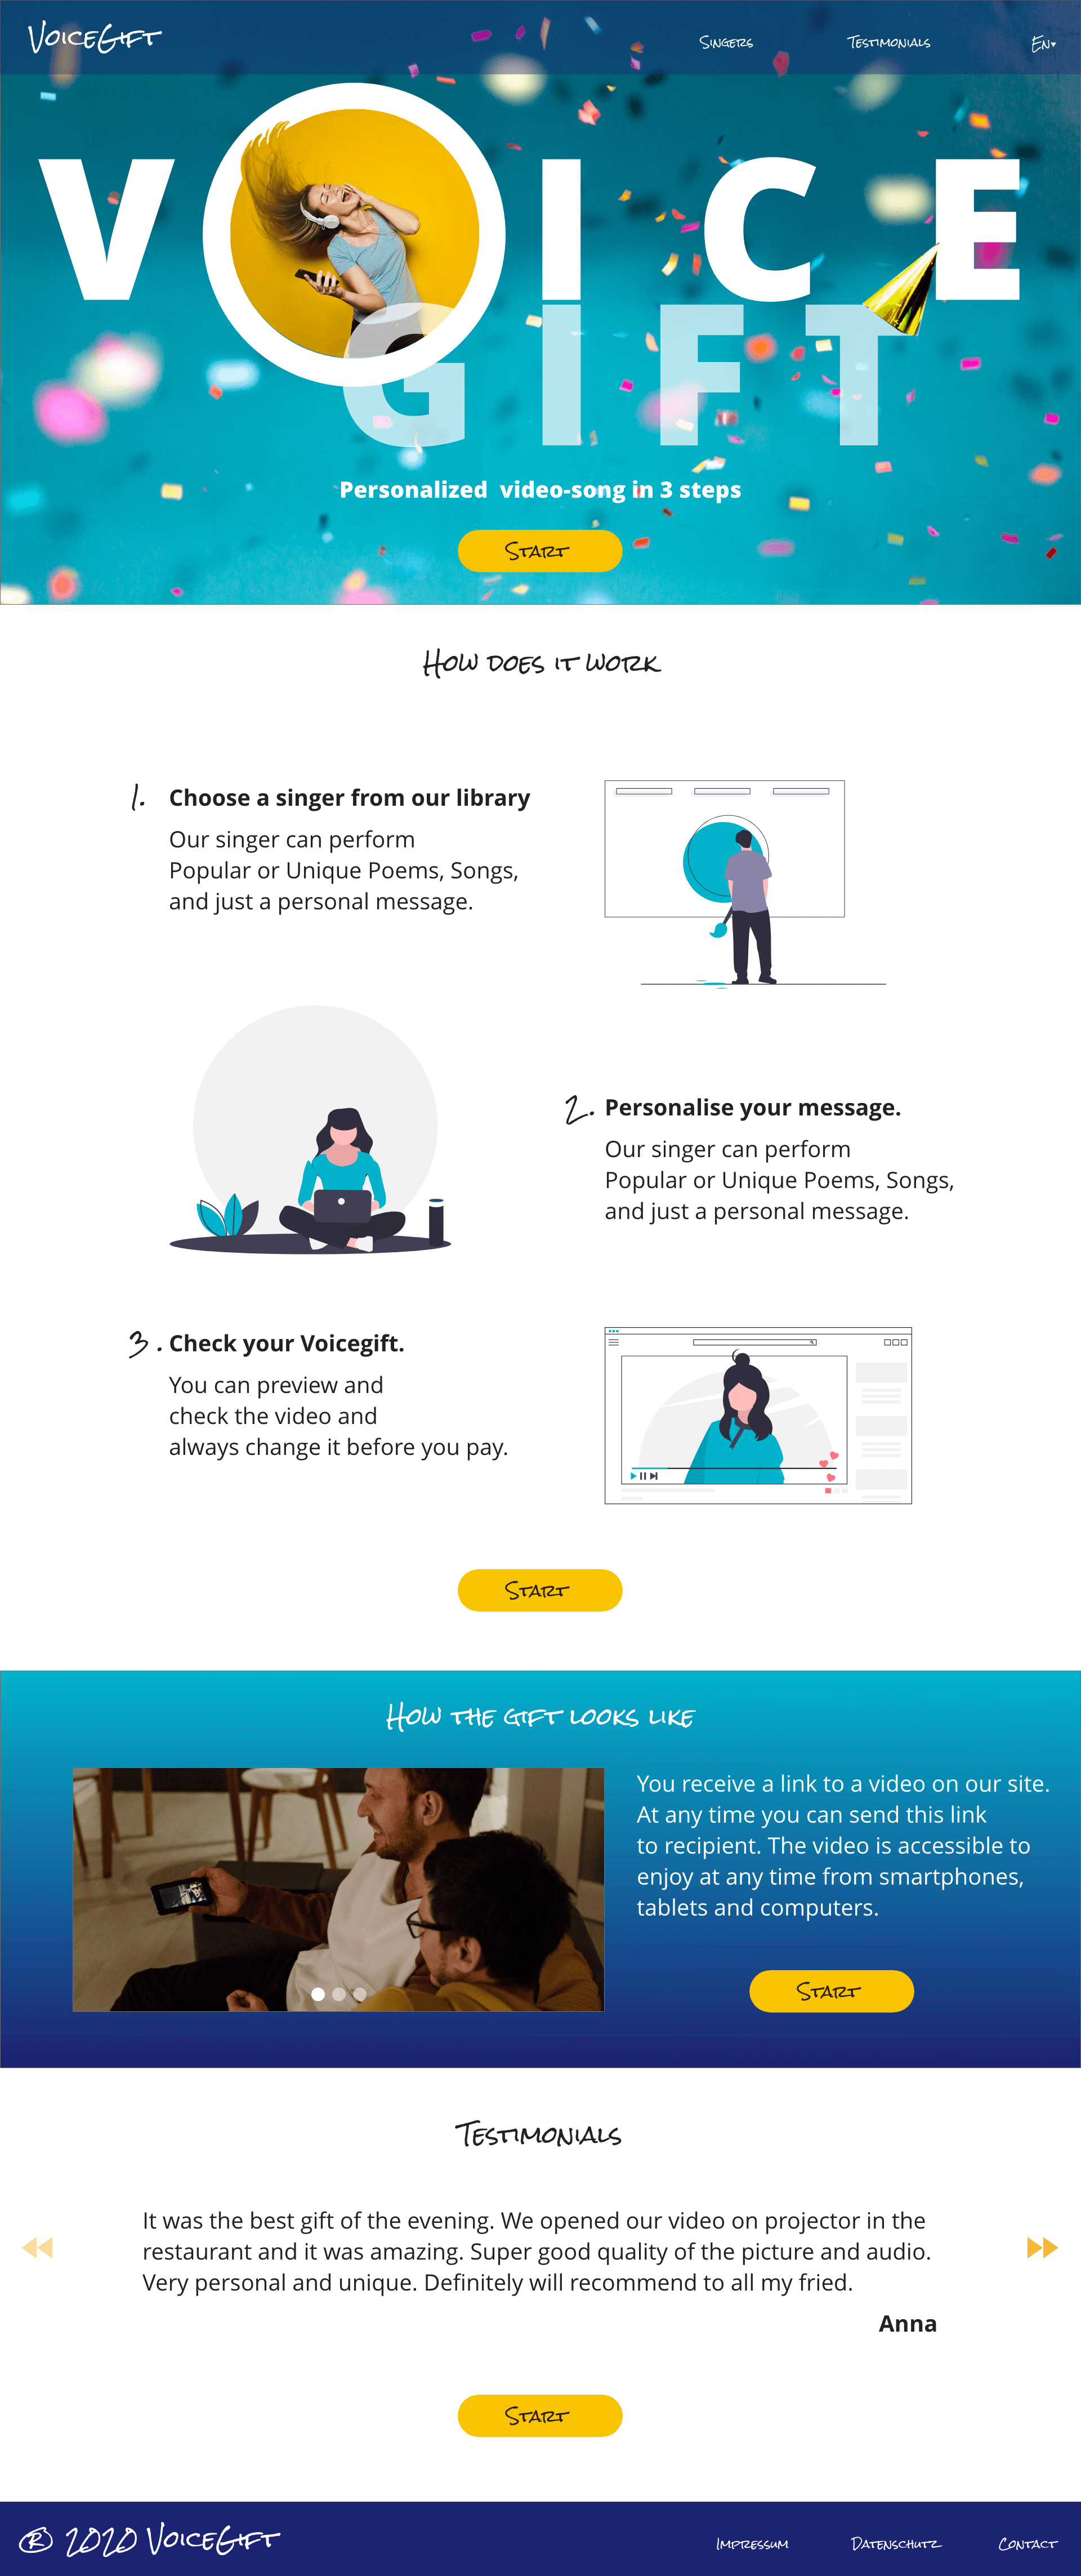 VoiceGift
Singers
Testimonials
En
VOICE
GIFT
Personalized video-song in 3 steps
Start
How does it work
1. Choose a singer from our library
Our singer can perform
Popular or Unique Poems, Songs,
and just a personal message.
2. Personalise your message.
Our singer can perform
Popular or Unique Poems, Songs,
and just a personal message.
3. Check your Voicegift.
You can preview and
check the video and
always change it before you pay.
Start
How the gift looks like
You receive a link to a video on our site.
At any time you can send this link
to recipient. The video is accessible to
enjoy at any time from smartphones,
tablets and computers.
Start
Testimonials
It was the best gift of the evening. We opened our video on projector in the
restaurant and it was amazing. Super good quality of the picture and audio.
Very personal and unique. Definitely will recommend to all my fried.
Anna
Start
® 2020 VoiceGift
Impressum
Datenschutz
Contact